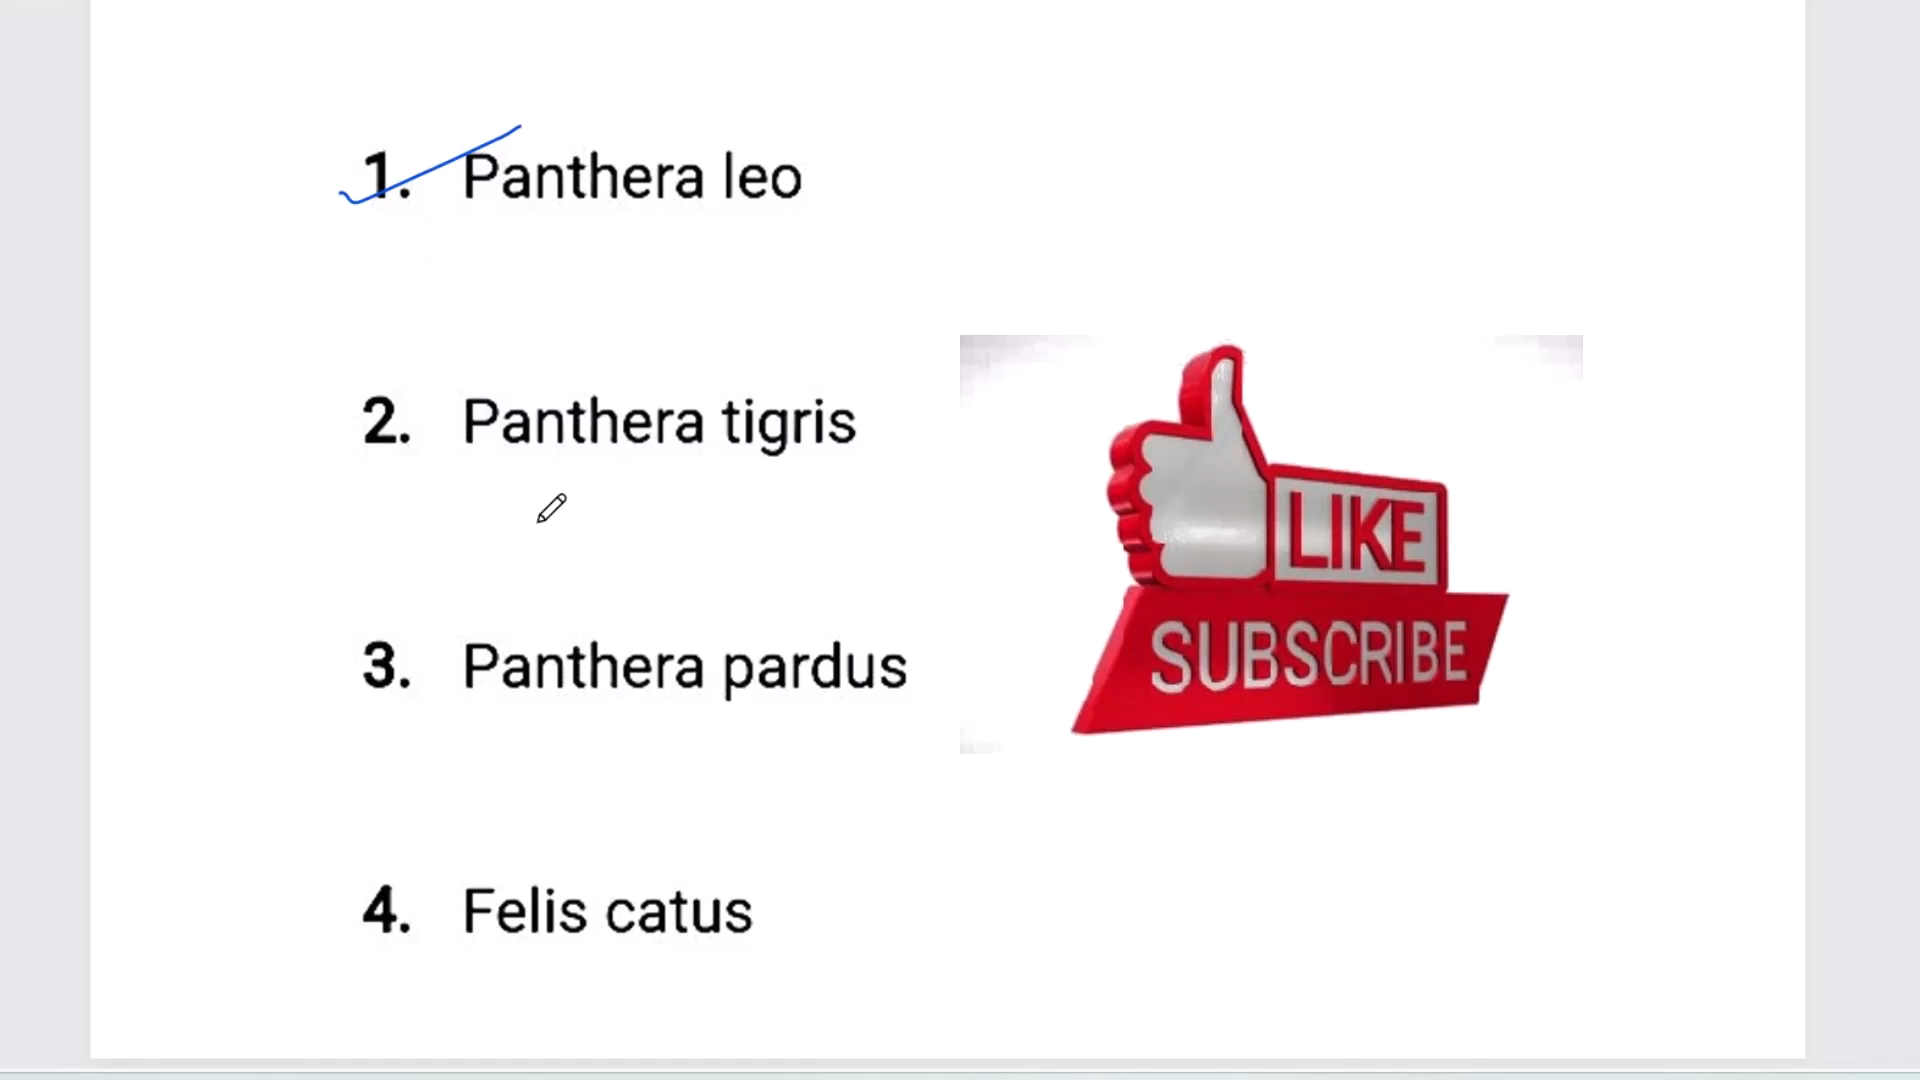 1. Panthera leo
2. Panthera tigris
3. Panthera pardus
4. Felis catus
LIKE
SUBSCRIBE